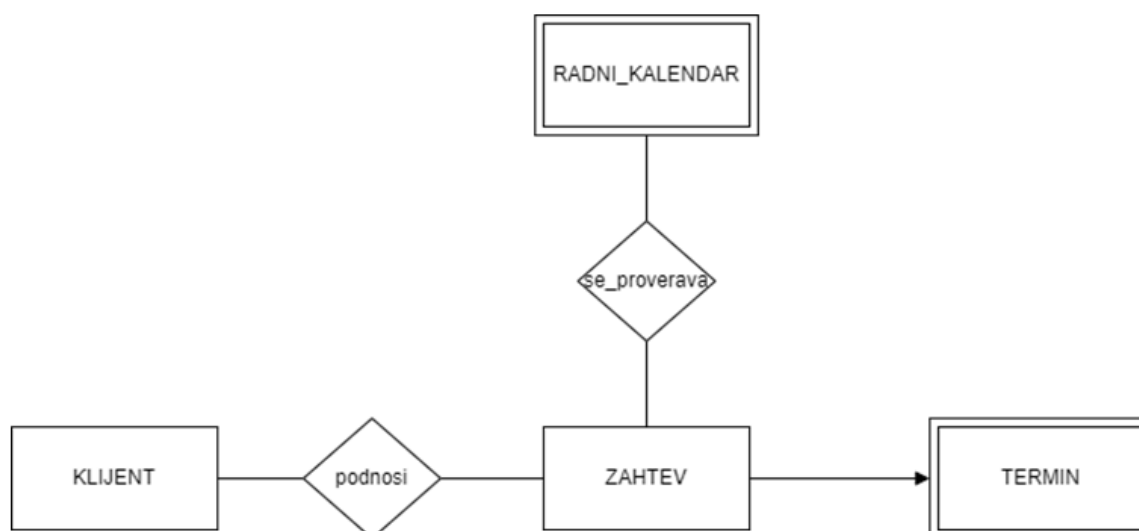 RADNI_KALENDAR
se_proverava
KLIJENT
podnosi
ZAHTEV
TERMIN